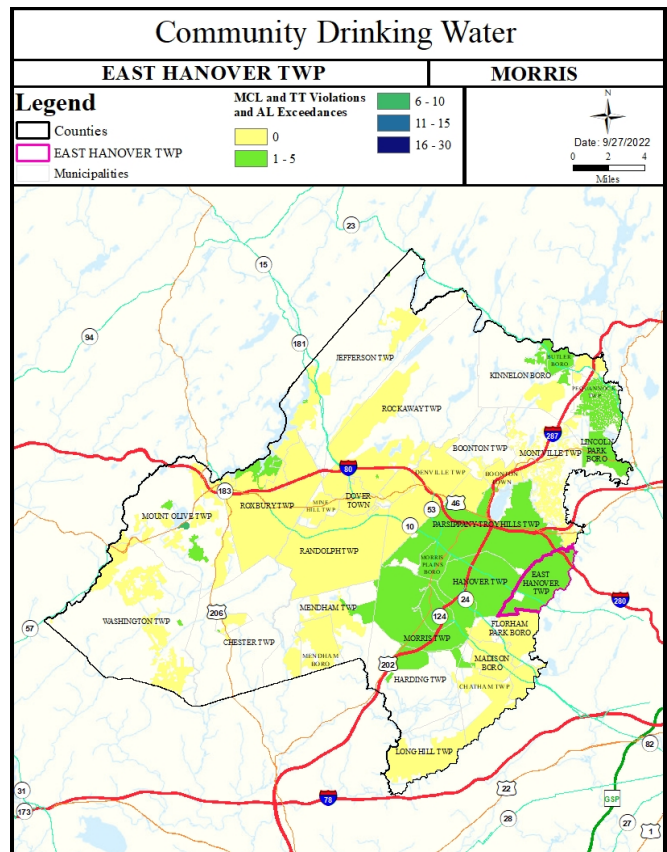 Community Drinking Water
EAST HANOVER TWP
MORRIS
Legend
Counties
EAST HANOVER TWP
Municipalities
MCL and TT Violations
and AL Exceedances
0
1 - 5
6 - 10
11 - 15
16 - 30
N
Date: 9/27/2022
0 2 4
Miles
23
15
94
181
JEFFERSON TWP
BUTLER
BORO
KINNELON BORO
PEQUANNOCK
TWP
ROCKAWAY TWP
287
LINCOLN
PARK
BORO
BOONTON TWP
MONTVILLE TWP
80
DENVILLE TWP
BOONTON
TOWN
183
46
ROXBURY TWP
MINE
HILL TWP
DOVER
TOWN
53
MOUNT OLIVE TWP
10
PARSIPPANY-TROY HILLS TWP
RANDOLPH TWP
MORRIS
PLAINS
BORO
HANOVER TWP
EAST
HANOVER
TWP
280
24
MENDHAM TWP
206
124
57
WASHINGTON TWP
FLORHAM
PARK BORO
CHESTER TWP
MORRIS TWP
MENDHAM
BORO
202
MADISON
BORO
HARDING TWP
CHATHAM TWP
82
LONG HILL TWP
31
22
78
GSP
173
28
27
1